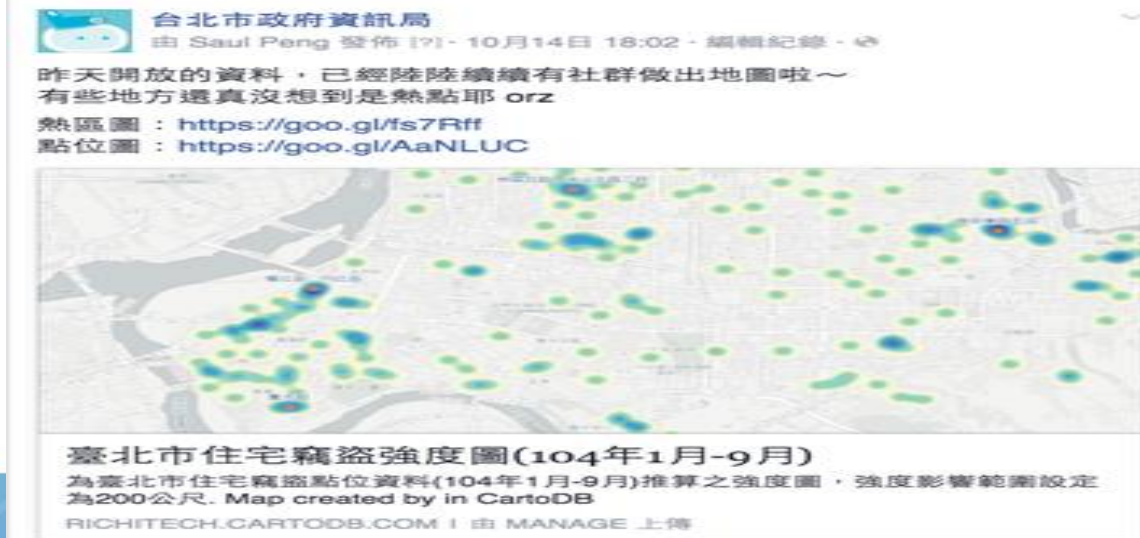 台北市政府資訊局
由 Saul Peng 發佈 [?] · 10月14日 18:02 · 編輯紀錄 ·
昨天開放的資料，已經陸陸續續有社群做出地圖啦～
有些地方還真沒想到是熱點耶 orz
熱區圖：https://goo.gl/fs7Rff
點位圖：https://goo.gl/AaNLUC
臺北市住宅竊盜強度圖(104年1月-9月)
為臺北市住宅竊盜點位資料(104年1月-9月)推算之強度圖，強度影響範圍設定
為200公尺. Map created by in CartoDB
RICHITECH.CARTODB.COM | 由 MANAGE 上傳